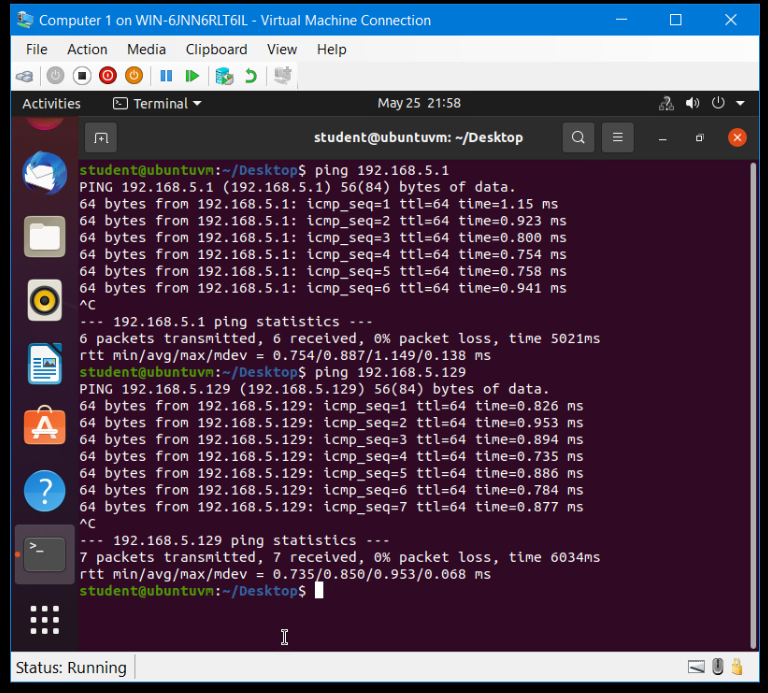 Computer 1 on WIN-6JNN6RLT6IL - Virtual Machine Connection
File Action Media Clipboard View Help
Activities Terminal May 25 21:58
student@ubuntuvm: ~/Desktop
student@ubuntuvm:~/Desktop$ ping 192.168.5.1
PING 192.168.5.1 (192.168.5.1) 56(84) bytes of data.
64 bytes from 192.168.5.1: icmp_seq=1 ttl=64 time=1.15 ms
64 bytes from 192.168.5.1: icmp_seq=2 ttl=64 time=0.923 ms
64 bytes from 192.168.5.1: icmp_seq=3 ttl=64 time=0.800 ms
64 bytes from 192.168.5.1: icmp_seq=4 ttl=64 time=0.754 ms
64 bytes from 192.168.5.1: icmp_seq=5 ttl=64 time=0.758 ms
64 bytes from 192.168.5.1: icmp_seq=6 ttl=64 time=0.941 ms
^C
--- 192.168.5.1 ping statistics ---
6 packets transmitted, 6 received, 0% packet loss, time 5021ms
rtt min/avg/max/mdev = 0.754/0.887/1.149/0.138 ms
student@ubuntuvm:~/Desktop$ ping 192.168.5.129
PING 192.168.5.129 (192.168.5.129) 56(84) bytes of data.
64 bytes from 192.168.5.129: icmp_seq=1 ttl=64 time=0.826 ms
64 bytes from 192.168.5.129: icmp_seq=2 ttl=64 time=0.953 ms
64 bytes from 192.168.5.129: icmp_seq=3 ttl=64 time=0.894 ms
64 bytes from 192.168.5.129: icmp_seq=4 ttl=64 time=0.735 ms
64 bytes from 192.168.5.129: icmp_seq=5 ttl=64 time=0.886 ms
64 bytes from 192.168.5.129: icmp_seq=6 ttl=64 time=0.784 ms
64 bytes from 192.168.5.129: icmp_seq=7 ttl=64 time=0.877 ms
^C
--- 192.168.5.129 ping statistics ---
7 packets transmitted, 7 received, 0% packet loss, time 6034ms
rtt min/avg/max/mdev = 0.735/0.850/0.953/0.068 ms
student@ubuntuvm:~/Desktop$
Status: Running